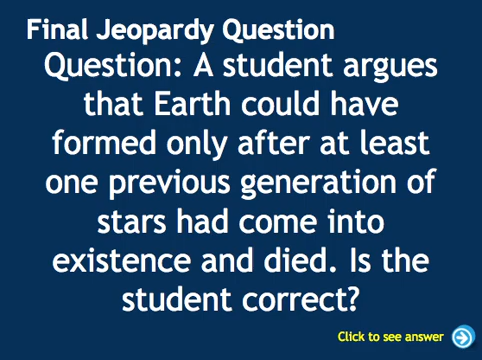 Final Jeopardy Question
Question: A student argues
that Earth could have
formed only after at least
one previous generation of
stars had come into
existence and died. Is the
student correct?
Click to see answer